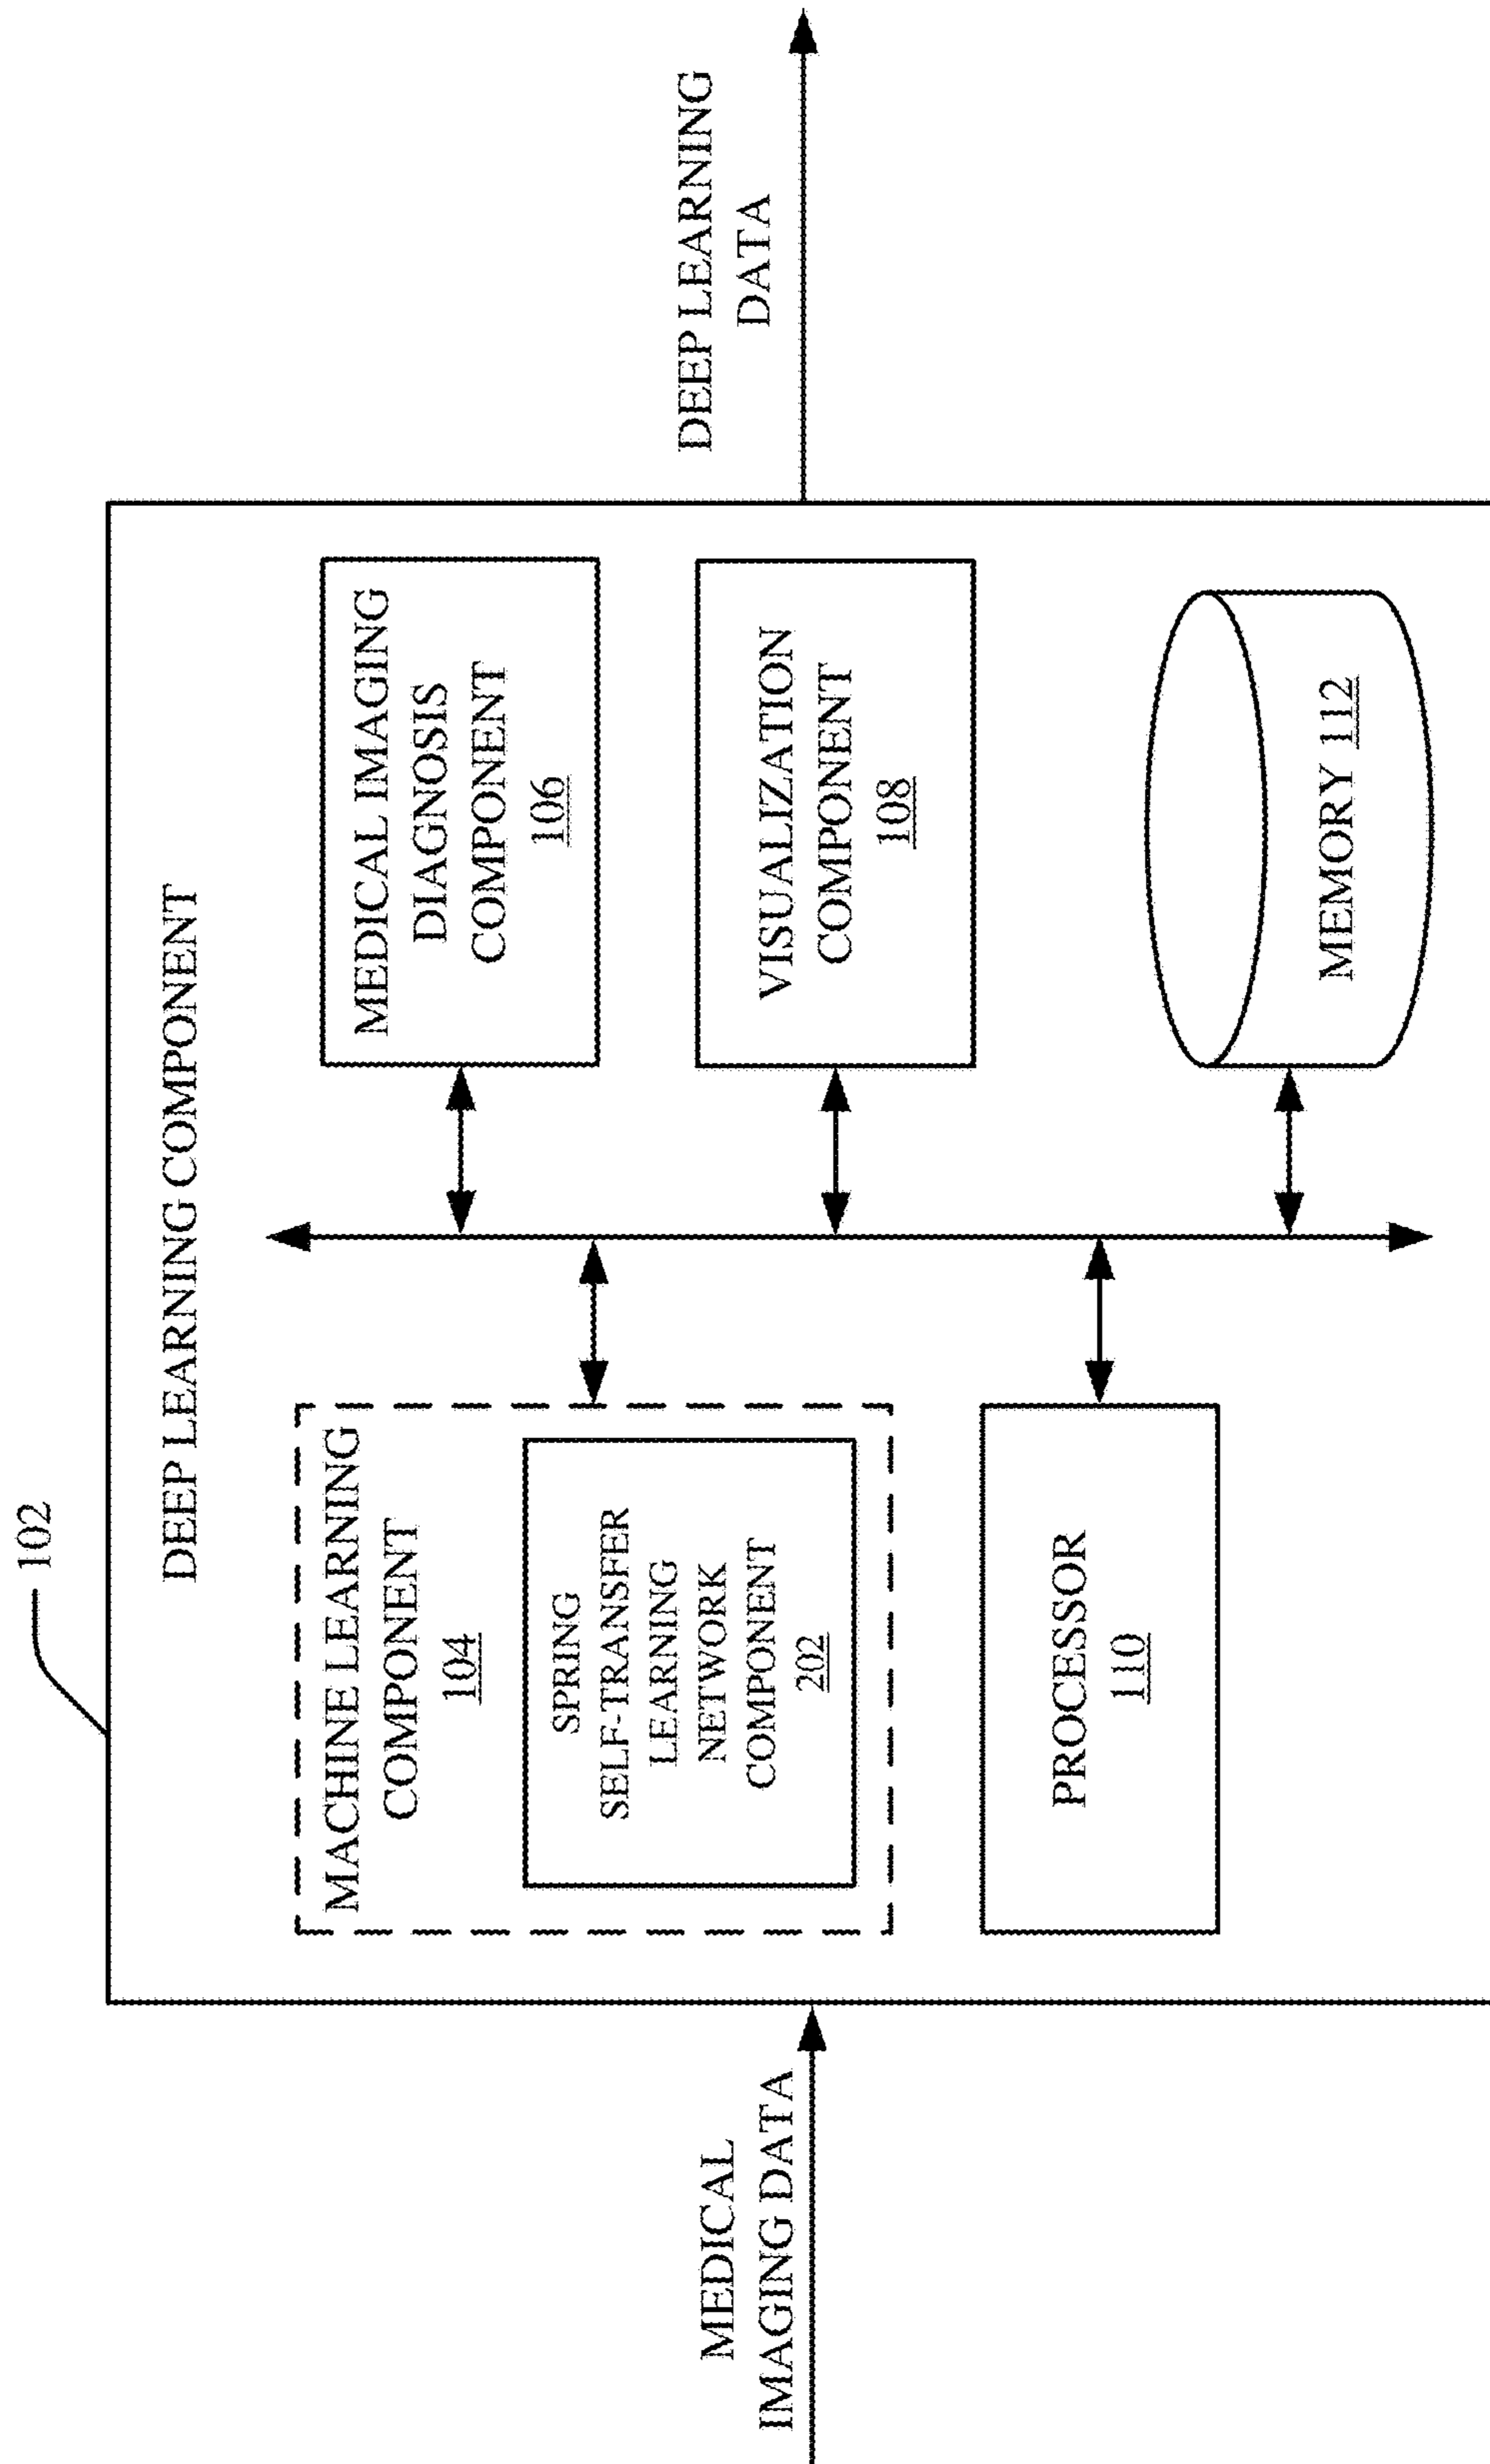 102
DEEP LEARNING COMPONENT
MACHINE LEARNING
COMPONENT
104
SPRING
SELF-TRANSFER
LEARNING
NETWORK
COMPONENT
202
PROCESSOR
110
MEDICAL IMAGING
DIAGNOSIS
COMPONENT
106
VISUALIZATION
COMPONENT
108
MEMORY 112
MEDICAL
IMAGING DATA
DEEP LEARNING
DATA